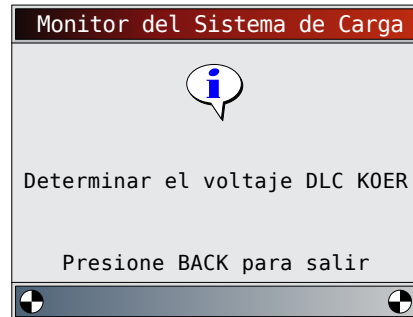 Monitor del Sistema de Carga
Determinar el voltaje DLC KOER
Presione BACK para salir